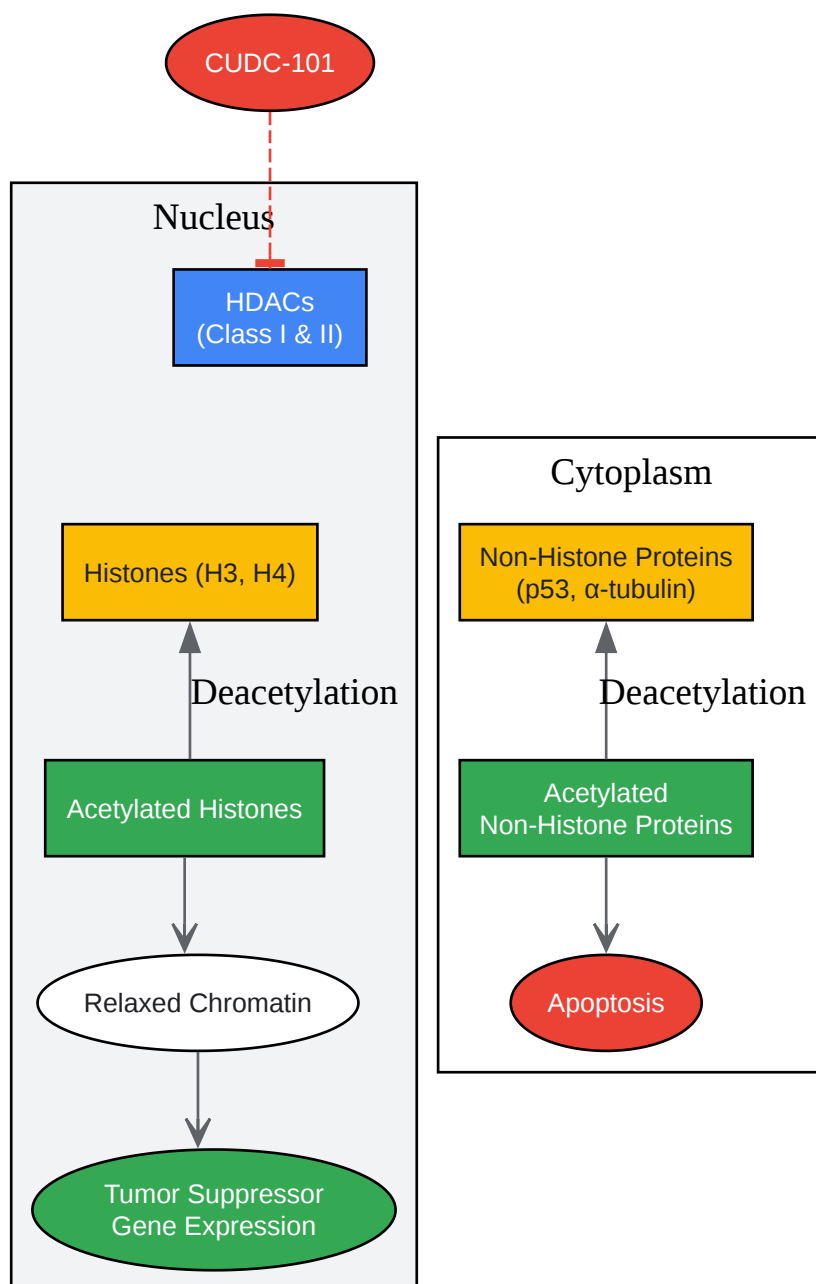 CUDC-101
Nucleus
HDACs
(Class I & II)
Cytoplasm
Histones (H3, H4)
Non-Histone Proteins
(p53, α-tubulin)
Deacetylation
Deacetylation
Acetylated Histones
Acetylated
Non-Histone Proteins
Relaxed Chromatin
Apoptosis
Tumor Suppressor
Gene Expression